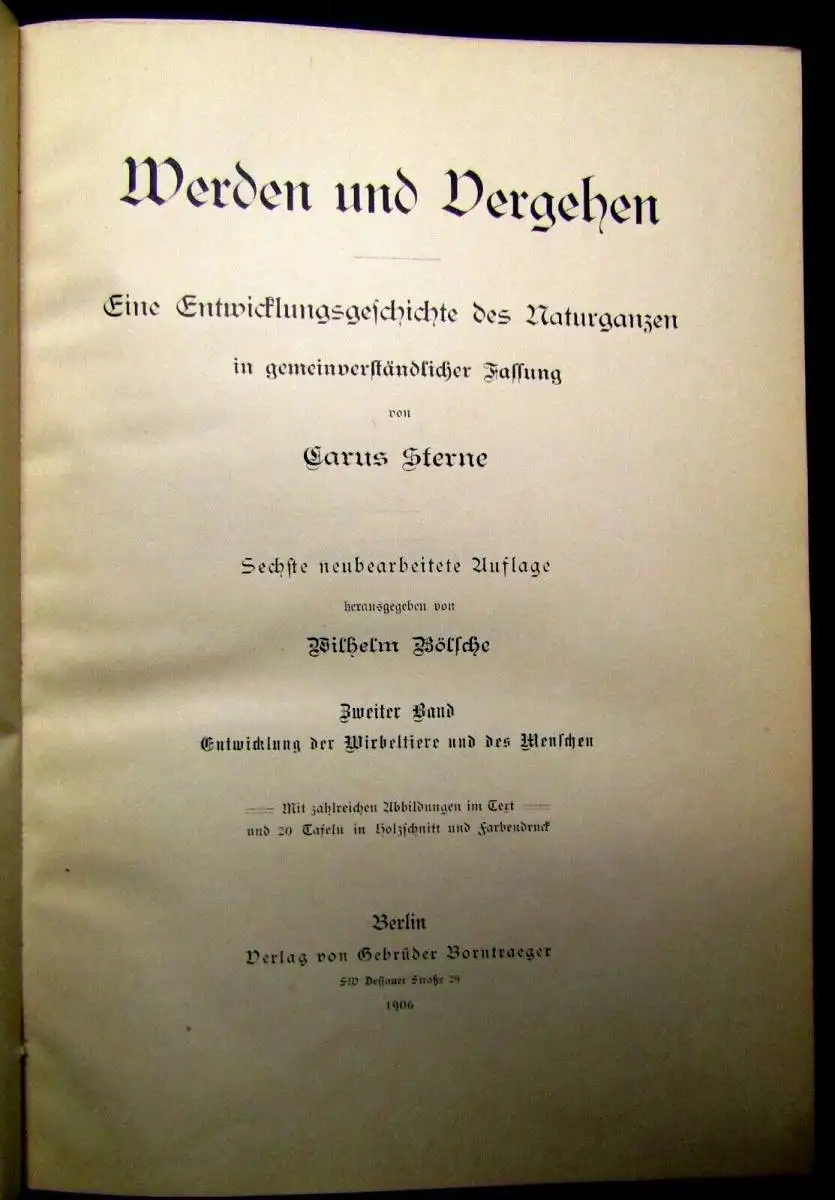 Werden und Vergehen
Eine Entwicklungsgeschichte des Naturganzen
in gemeinverständlicher Fassung
von
Carus Sterne
Sechste neubearbeitete Auflage
herausgegeben von
Wilhelm Bölsche
Zweiter Band
Entwicklung der Wirbeltiere und des Menschen
Mit zahlreichen Abbildungen im Text
und 20 Tafeln in Holzschnitt und Farbendruck
Berlin
Verlag von Gebrüder Borntraeger
SW Dessauer Straße 29
1906